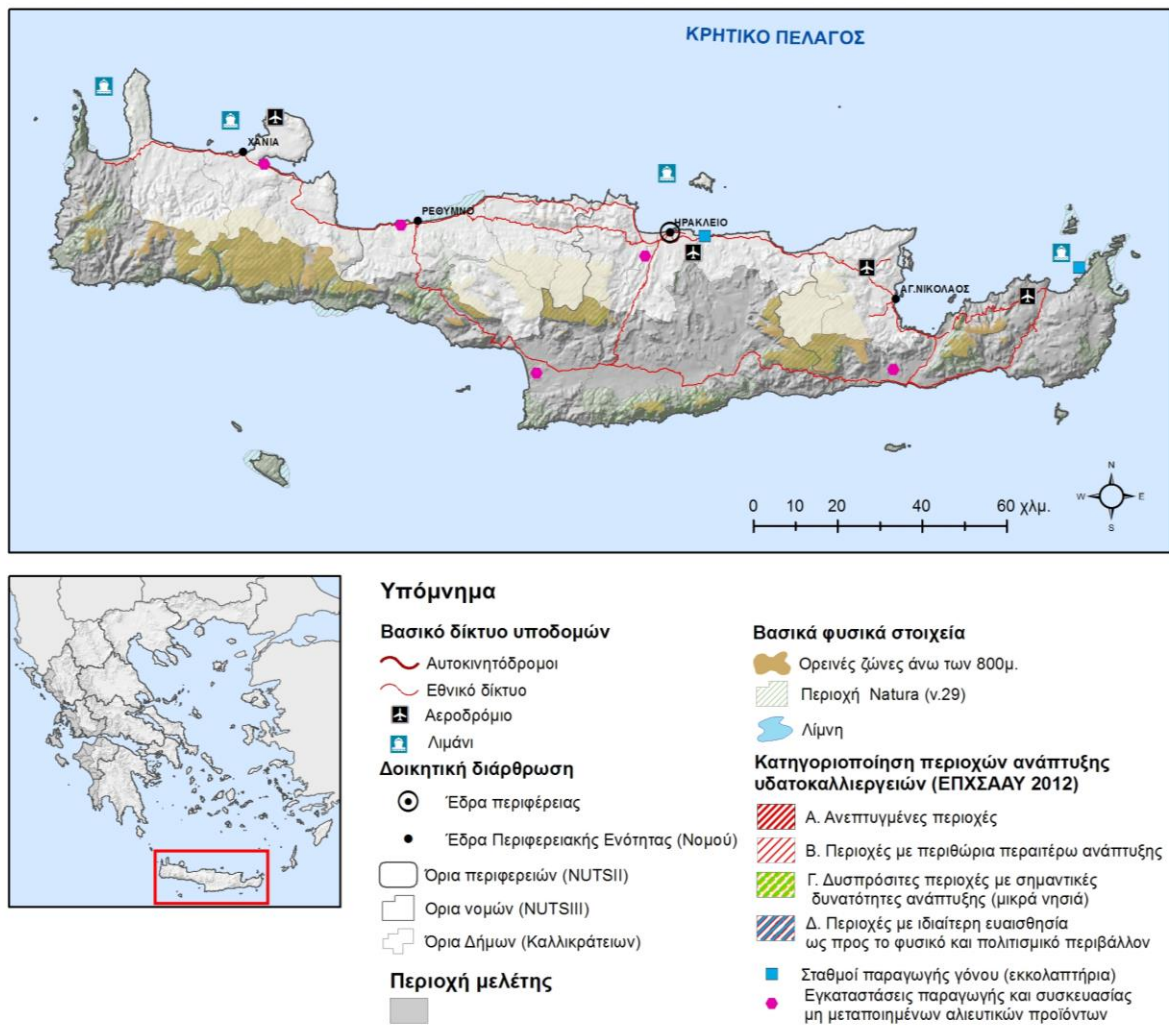 ΚΡΗΤΙΚΟ ΠΕΛΑΓΟΣ
ΧΑΝΙΑ
ΡΕΘΥΜΝΟ
ΗΡΑΚΛΕΙΟ
ΑΓ.ΝΙΚΟΛΑΟΣ
N
W E
S
0 10 20 40 60 χλμ.
Υπόμνημα
Βασικό δίκτυο υποδομών
Αυτοκινητόδρομοι
Εθνικό δίκτυο
Αεροδρόμιο
Λιμάνι
Δοικητική διάρθρωση
Έδρα περιφέρειας
Έδρα Περιφερειακής Ενότητας (Νομού)
Όρια περιφερειών (NUTSII)
Ορια νομών (NUTSIII)
Όρια Δήμων (Καλλικράτειων)
Περιοχή μελέτης
Βασικά φυσικά στοιχεία
Ορεινές ζώνες άνω των 800μ.
Περιοχή Natura (v.29)
Λίμνη
Κατηγοριοποίηση περιοχών ανάπτυξης
υδατοκαλλιεργειών (ΕΠΧΣΑΑΥ 2012)
Α. Ανεπτυγμένες περιοχές
Β. Περιοχές με περιθώρια περαιτέρω ανάπτυξης
Γ. Δυσπρόσιτες περιοχές με σημαντικές
δυνατότητες ανάπτυξης (μικρά νησιά)
Δ. Περιοχές με ιδιαίτερη ευαισθησία
ως προς το φυσικό και πολιτισμικό περιβάλλον
Σταθμοί παραγωγής γόνου (εκκολαπτήρια)
Εγκαταστάσεις παραγωγής και συσκευασίας
μη μεταποιημένων αλιευτικών προϊόντων